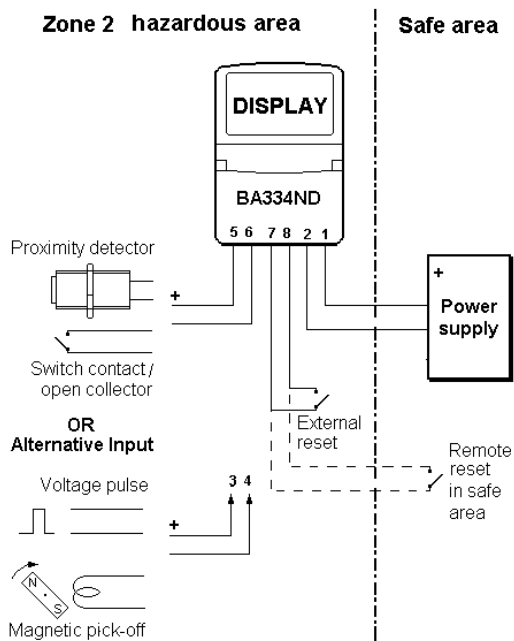 Zone 2 hazardous area
Safe area
DISPLAY
BA334ND
5 6 7 8 2 1
Proximity detector
+
Switch contact /
open collector
+
Power
supply
External
reset
OR
Alternative Input
Voltage pulse
3 4
+
N
S
Magnetic pick-off
Remote
reset
in safe
area